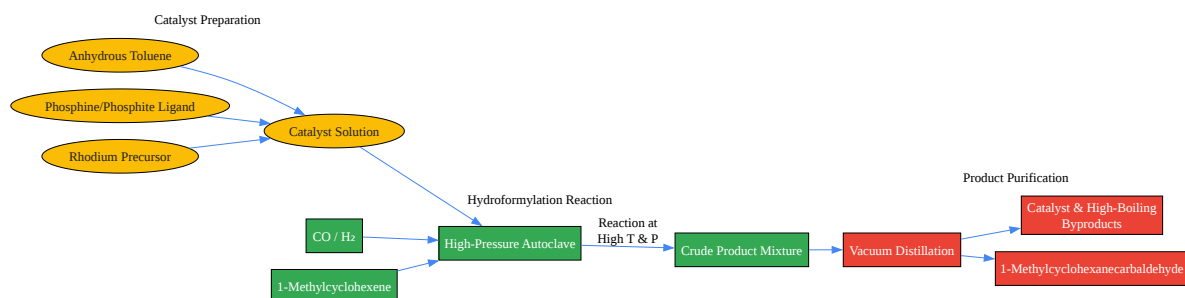 Catalyst Preparation
Anhydrous Toluene
Phosphine/Phosphite Ligand
Rhodium Precursor
Catalyst Solution
Hydroformylation Reaction
CO / H₂
1-Methylcyclohexene
High-Pressure Autoclave
Reaction at
High T & P
Crude Product Mixture
Product Purification
Vacuum Distillation
Catalyst & High-Boiling
Byproducts
1-Methylcyclohexanecarbaldehyde